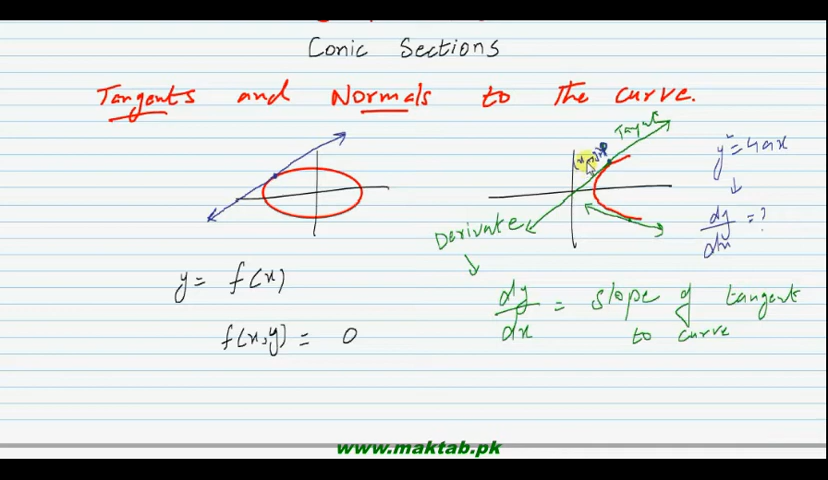 Conic Sections
Tangents and Normals to the curve.
Tangent
y² = 4ax
dy/dx = ?
Derivate
y = f(x)
dy/dx = slope of tangent
to curve
f(x,y) = 0
www.maktab.pk